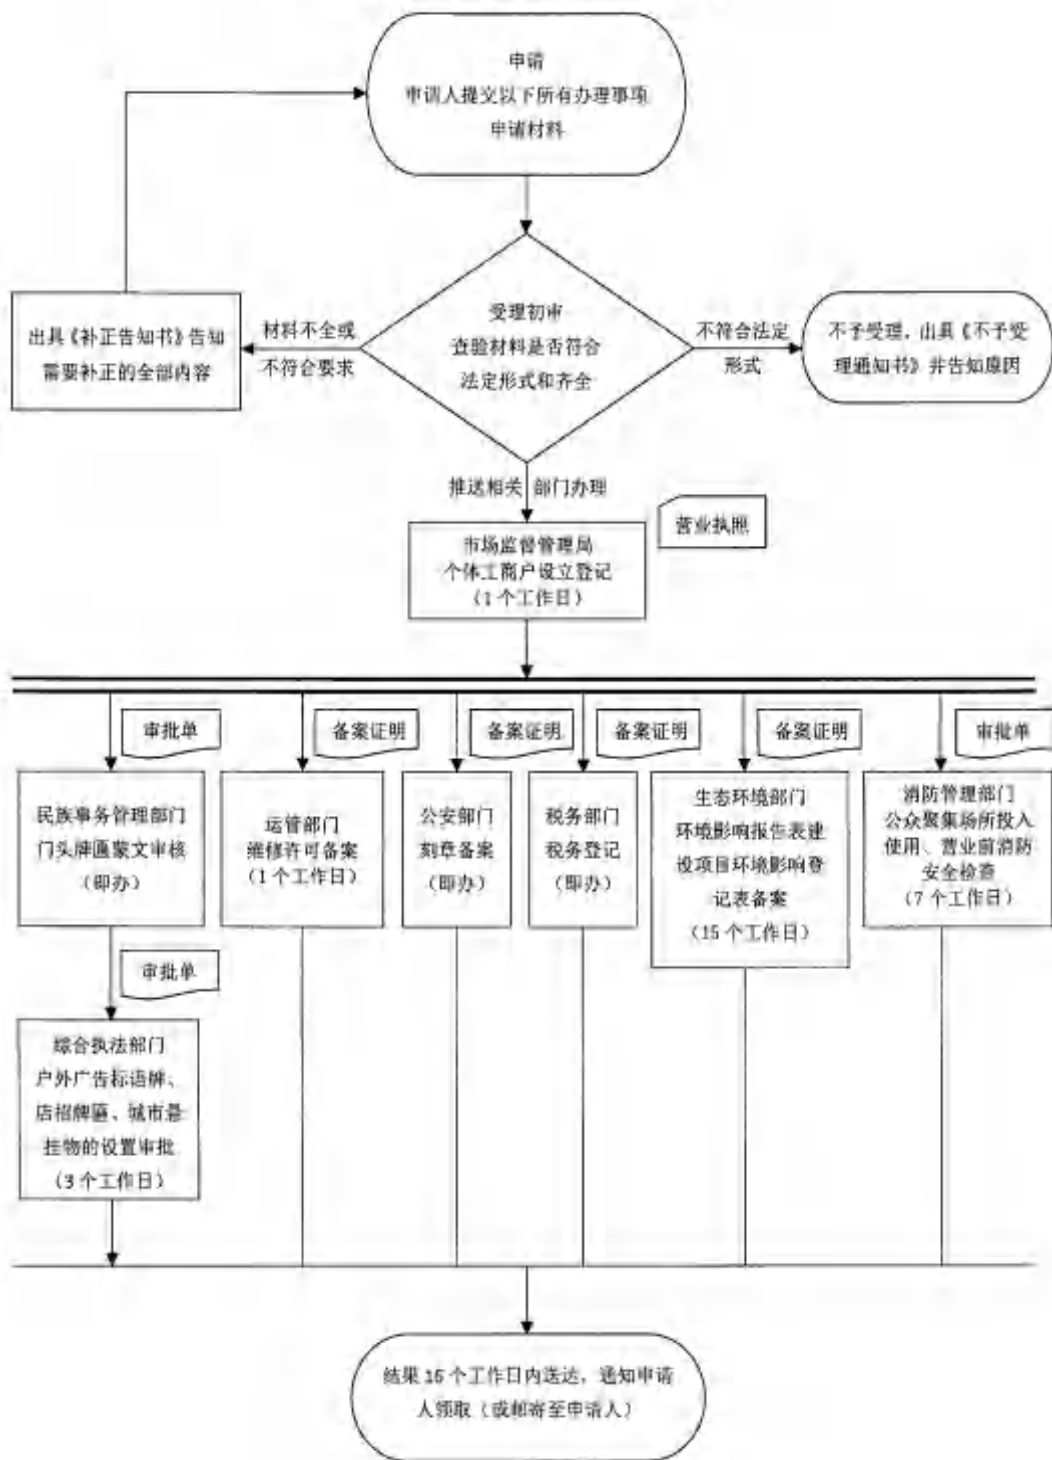 申请
申请人提交以下所有办理事项
申请材料
受理初审
查验材料是否符合
法定形式和齐全
材料不全或
不符合要求
出具《补正告知书》告知
需要补正的全部内容
不符合法定
形式
不予受理，出具《不予受
理通知书》并告知原因
推送相关 部门办理
营业执照
市场监督管理局
个体工商户设立登记
（1 个工作日）
审批单
备案证明
备案证明
备案证明
备案证明
审批单
民族事务管理部门
门头牌匾蒙文审核
（即办）
运管部门
维修许可备案
（1 个工作日）
公安部门
刻章备案
（即办）
税务部门
税务登记
（即办）
生态环境部门
环境影响报告表建
设项目环境影响登
记表备案
（15 个工作日）
消防管理部门
公众聚集场所投入
使用、营业前消防
安全检查
（7 个工作日）
审批单
综合执法部门
户外广告标语牌、
店招牌匾、城市悬
挂物的设置审批
（3 个工作日）
结果 16 个工作日内送达，通知申请
人领取（或邮寄至申请人）